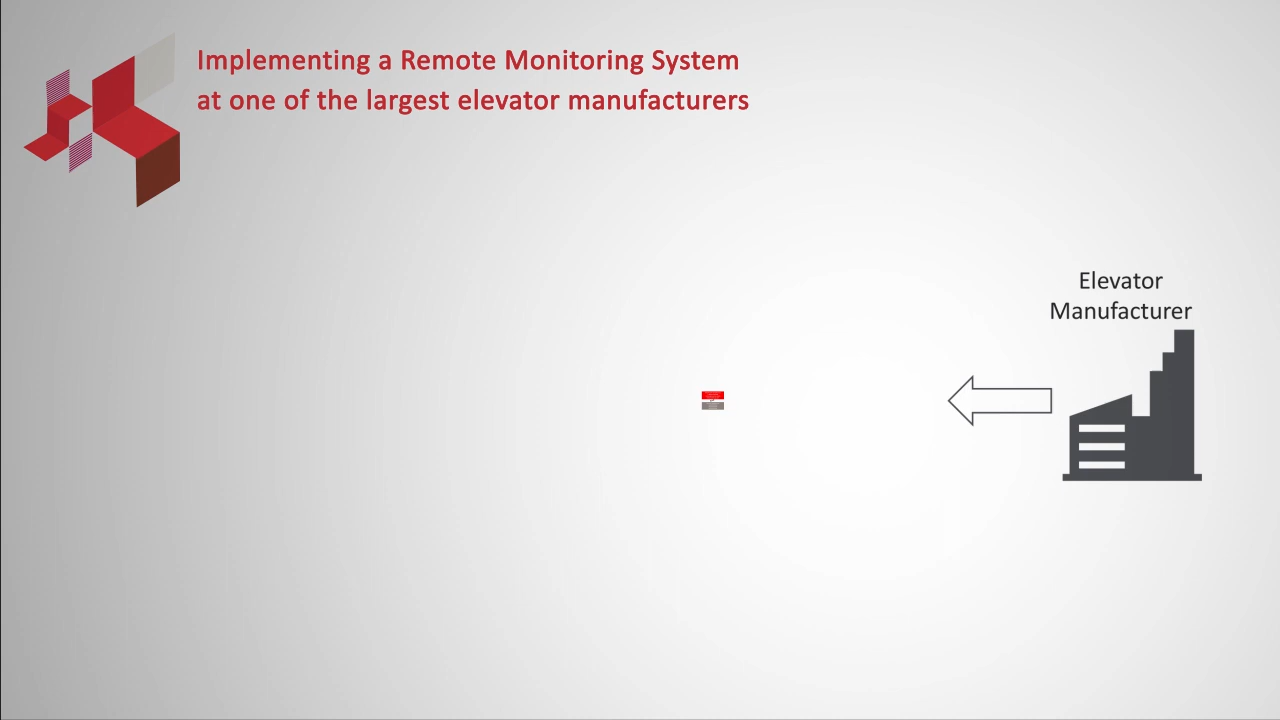 Implementing a Remote Monitoring System
at one of the largest elevator manufacturers
Elevator
Manufacturer